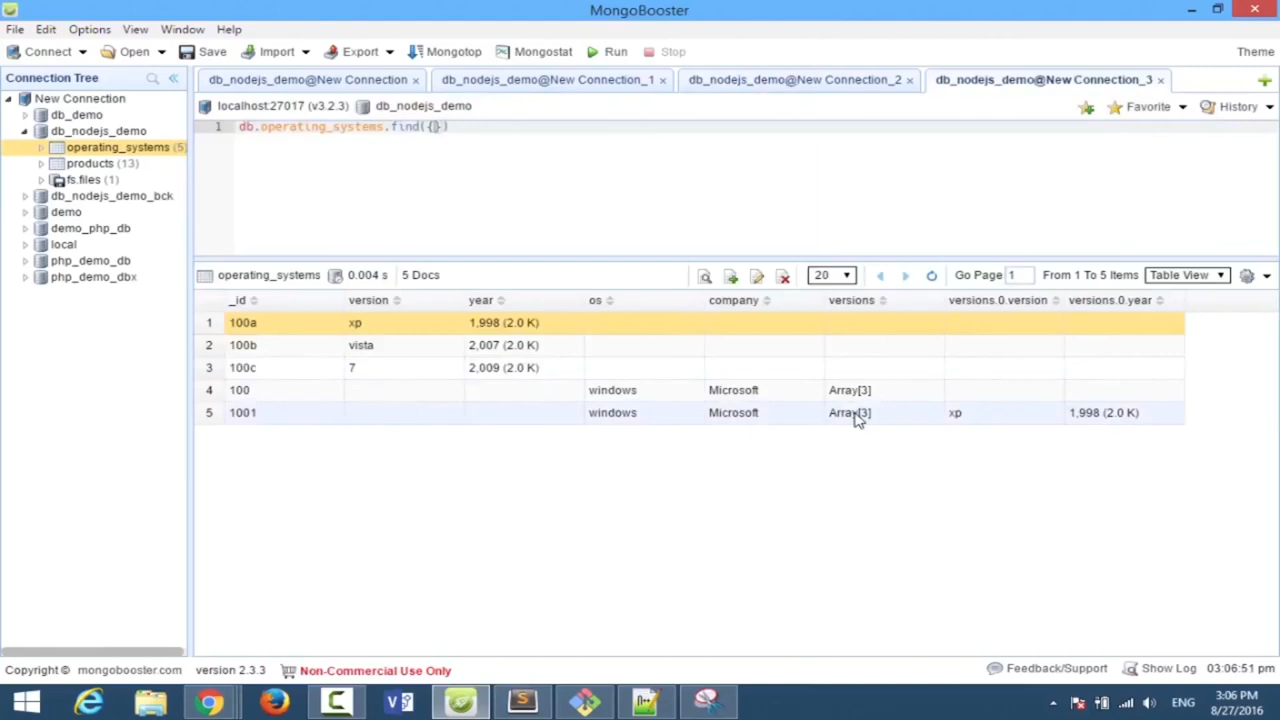 MongoBooster
File Edit Options View Window Help
Connect Open Save Import Export Mongotop Mongostat Run Stop Theme
Connection Tree
db_nodejs_demo@New Connection × db_nodejs_demo@New Connection_1 × db_nodejs_demo@New Connection_2 × db_nodejs_demo@New Connection_3 ×
New Connection
db_demo
db_nodejs_demo
operating_systems (5)
products (13)
fs.files (1)
db_nodejs_demo_bck
demo
demo_php_db
local
php_demo_db
php_demo_dbx
localhost:27017 (v3.2.3) db_nodejs_demo Favorite History
1 db.operating_systems.find({})
operating_systems 0.004 s 5 Docs 20 Go Page 1 From 1 To 5 Items Table View
_id version year os company versions versions.0.version versions.0.year
1 100a xp 1,998 (2.0 K)
2 100b vista 2,007 (2.0 K)
3 100c 7 2,009 (2.0 K)
4 100 windows Microsoft Array[3]
5 1001 windows Microsoft Array[3] xp 1,998 (2.0 K)
Copyright © mongobooster.com version 2.3.3 Non-Commercial Use Only Feedback/Support Show Log 03:06:51 pm
ENG
3:06 PM
8/27/2016